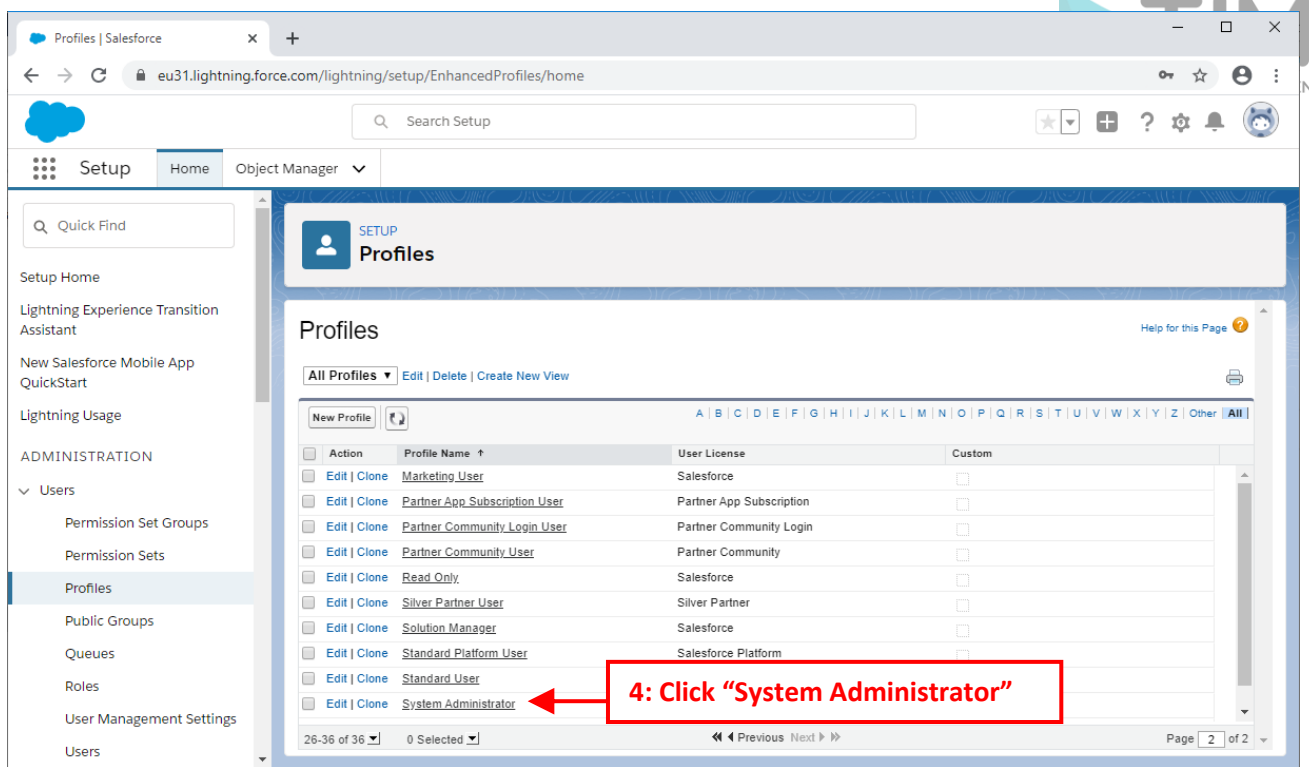 TIM
Profiles | Salesforce
eu31.lightning.force.com/lightning/setup/EnhancedProfiles/home
Search Setup
Setup Home Object Manager
Quick Find
Setup Home
Lightning Experience Transition
Assistant
New Salesforce Mobile App
QuickStart
Lightning Usage
ADMINISTRATION
Users
Permission Set Groups
Permission Sets
Profiles
Public Groups
Queues
Roles
User Management Settings
Users
SETUP
Profiles
Profiles
Help for this Page
All Profiles Edit | Delete | Create New View
New Profile
A | B | C | D | E | F | G | H | I | J | K | L | M | N | O | P | Q | R | S | T | U | V | W | X | Y | Z | Other | All |
Action Profile Name ↑ User License Custom
Edit | Clone Marketing User Salesforce
Edit | Clone Partner App Subscription User Partner App Subscription
Edit | Clone Partner Community Login User Partner Community Login
Edit | Clone Partner Community User Partner Community
Edit | Clone Read Only Salesforce
Edit | Clone Silver Partner User Silver Partner
Edit | Clone Solution Manager Salesforce
Edit | Clone Standard Platform User Salesforce Platform
Edit | Clone Standard User
Edit | Clone System Administrator
4: Click “System Administrator”
26-36 of 36 0 Selected Previous Next Page 2 of 2